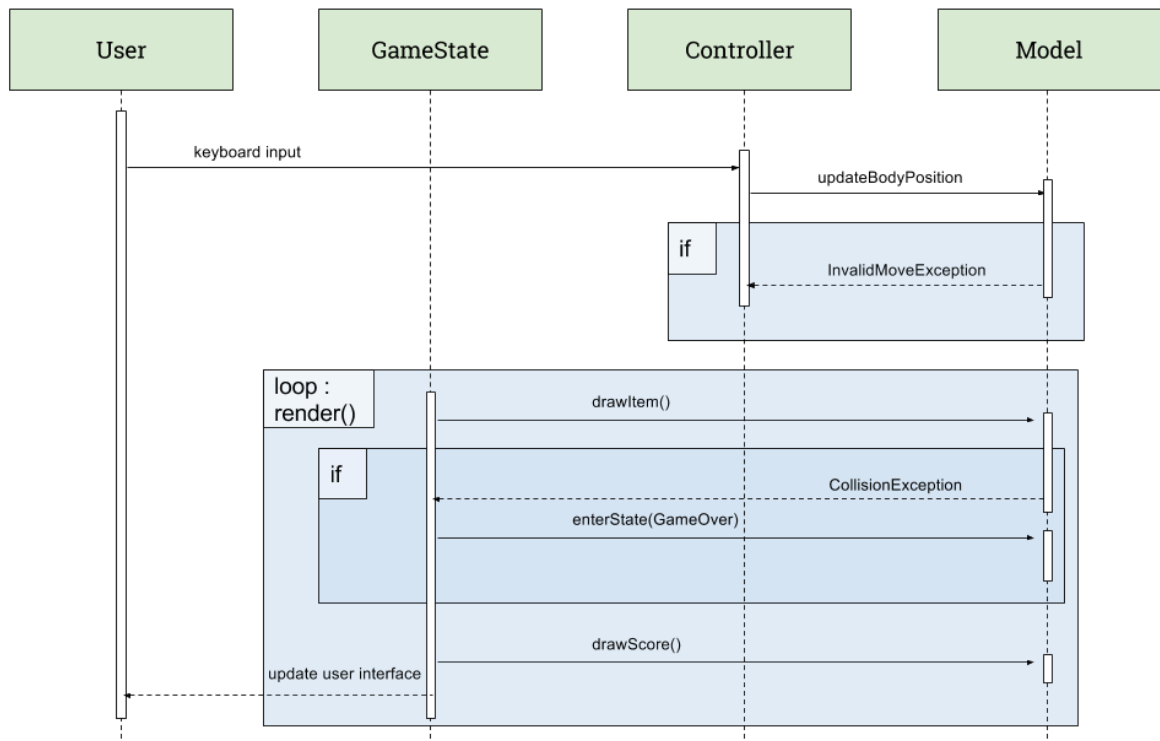 User
GameState
Controller
Model
keyboard input
updateBodyPosition
if
InvalidMoveException
loop :
render()
drawItem()
if
CollisionException
enterState(GameOver)
drawScore()
update user interface